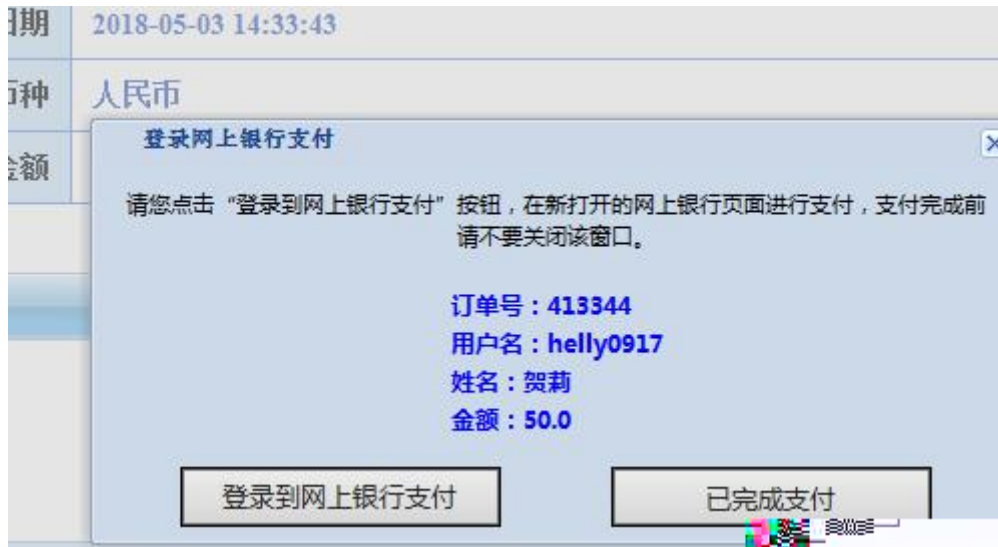 日期 2018-05-03 14:33:43
币种 人民币
登录网上银行支付
金额
请您点击“登录到网上银行支付”按钮，在新打开的网上银行页面进行支付，支付完成前
请不要关闭该窗口。
订单号：413344
用户名：helly0917
姓名：贺莉
金额：50.0
登录到网上银行支付 已完成支付